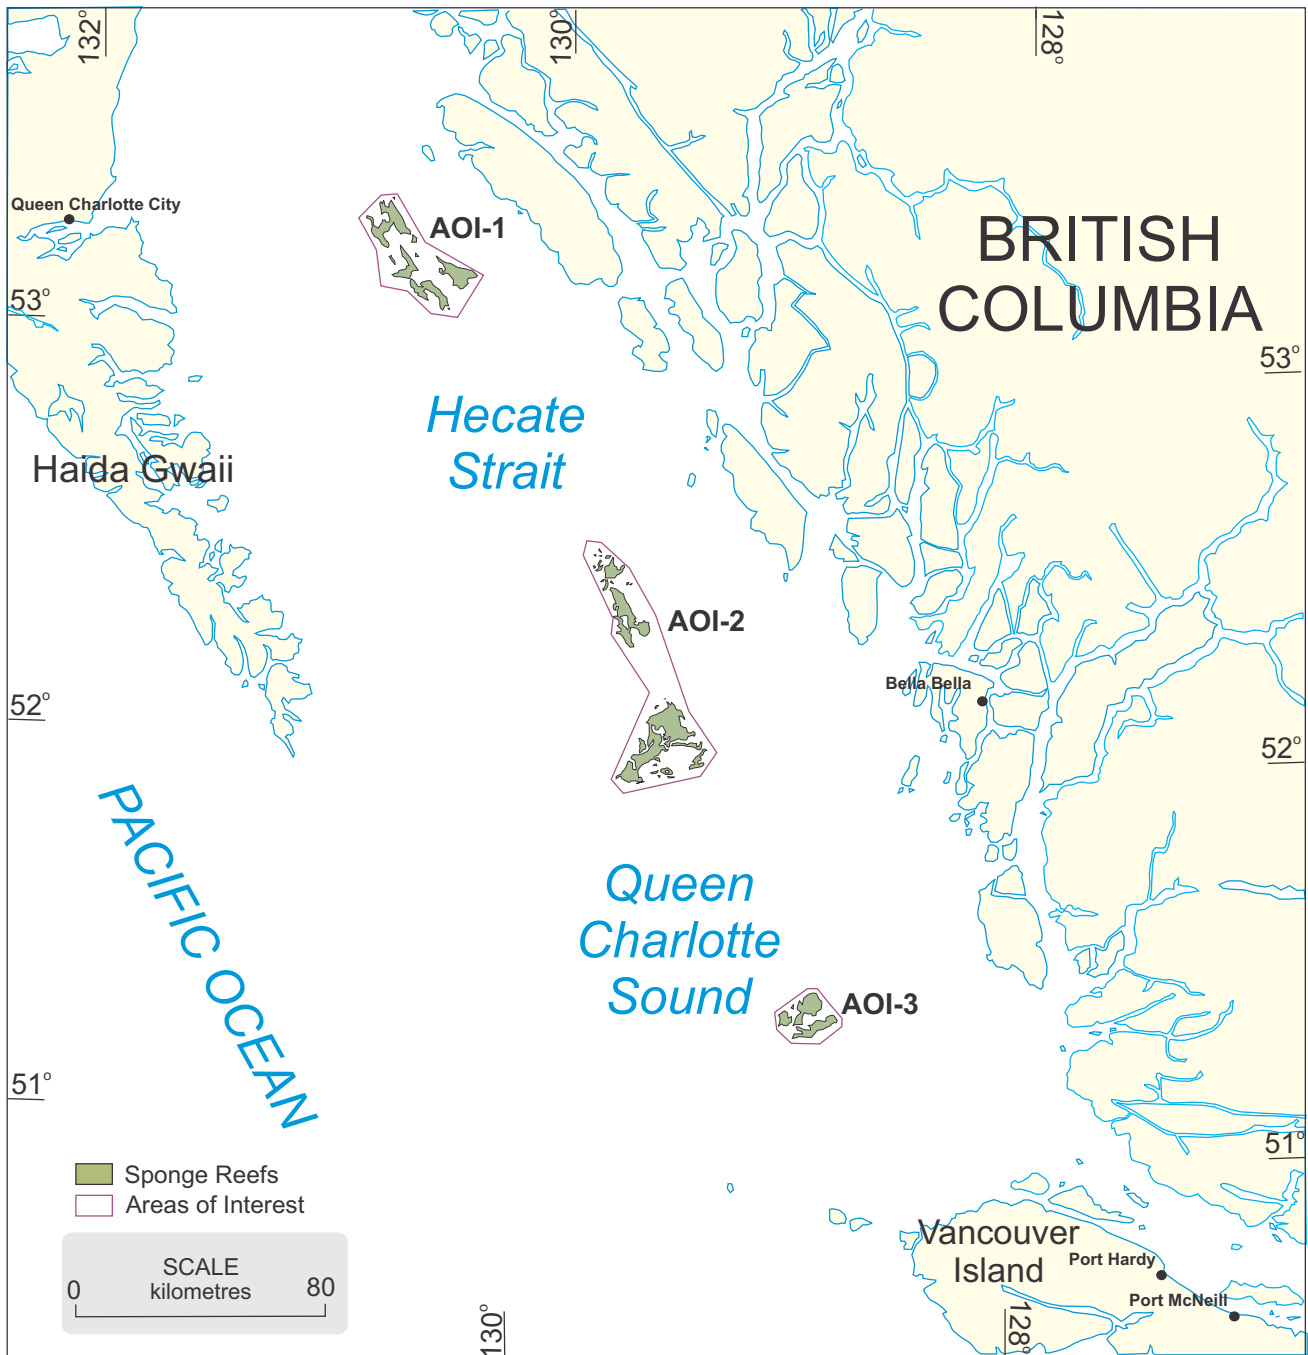 132°
130°
128°
Queen Charlotte City
AOI-1
BRITISH
COLUMBIA
53°
53°
Hecate
Strait
Haida Gwaii
AOI-2
Bella Bella
52°
52°
PACIFIC OCEAN
Queen
Charlotte
Sound
AOI-3
51°
51°
Sponge Reefs
Areas of Interest
Vancouver
Island
Port Hardy
Port McNeill
SCALE
kilometres
0
80
130°
128°